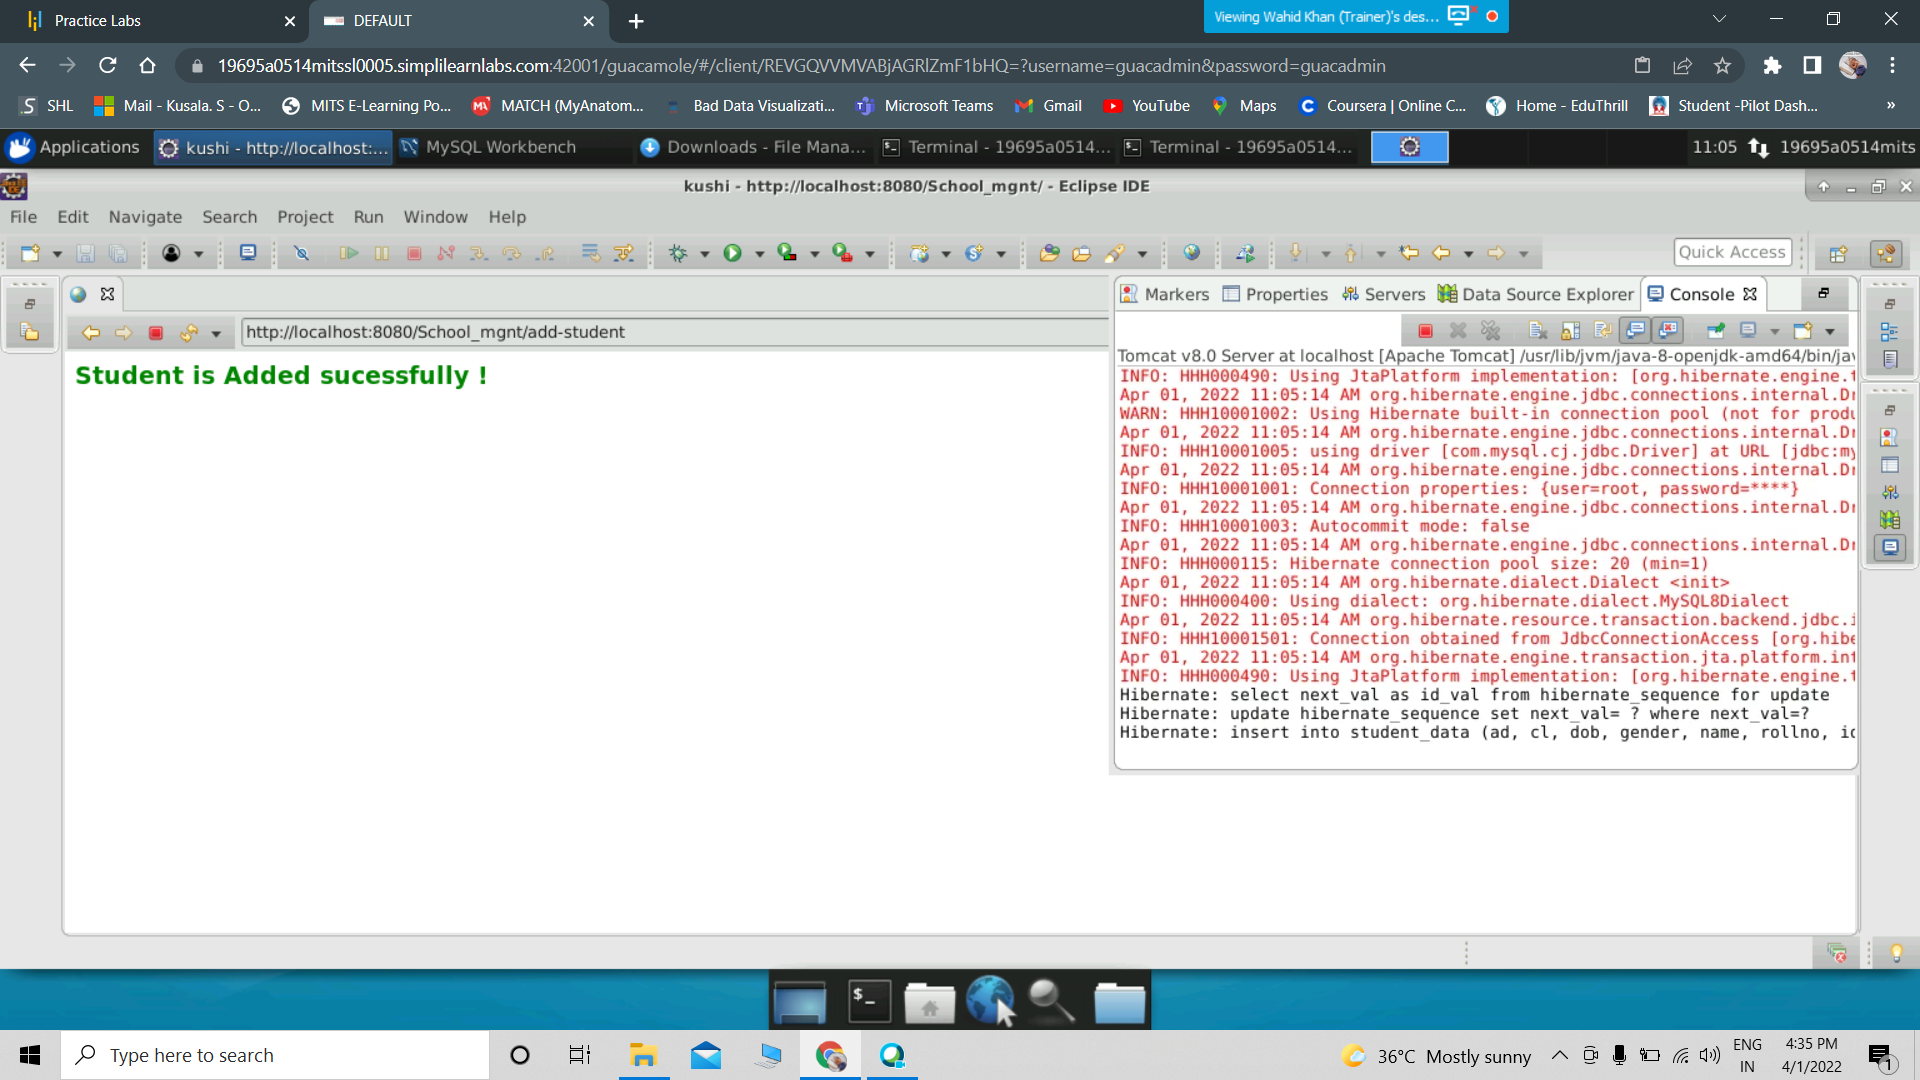 Practice Labs
DEFAULT
Viewing Wahid Khan (Trainer)'s des...
19695a0514mitssl0005.simplilearnlabs.com:42001/guacamole/#/client/REVGQVVMVABjAGRlZmF1bHQ=?username=guacadmin&password=guacadmin
SHL
Mail - Kusala. S - O...
MITS E-Learning Po...
MATCH (MyAnatom...
Bad Data Visualizati...
Microsoft Teams
Gmail
YouTube
Maps
Coursera | Online C...
Home - EduThrill
Student -Pilot Dash...
»
Applications
kushi - http://localhost:...
MySQL Workbench
Downloads - File Mana...
Terminal - 19695a0514...
Terminal - 19695a0514...
11:05
19695a0514mits
kushi - http://localhost:8080/School_mgnt/ - Eclipse IDE
File Edit Navigate Search Project Run Window Help
Quick Access
Markers Properties Servers Data Source Explorer Console
http://localhost:8080/School_mgnt/add-student
Student is Added sucessfully !
Tomcat v8.0 Server at localhost [Apache Tomcat] /usr/lib/jvm/java-8-openjdk-amd64/bin/jav
INFO: HHH000490: Using JtaPlatform implementation: [org.hibernate.engine.t
Apr 01, 2022 11:05:14 AM org.hibernate.engine.jdbc.connections.internal.Dr
WARN: HHH10001002: Using Hibernate built-in connection pool (not for produ
Apr 01, 2022 11:05:14 AM org.hibernate.engine.jdbc.connections.internal.Dr
INFO: HHH10001005: using driver [com.mysql.cj.jdbc.Driver] at URL [jdbc:my
Apr 01, 2022 11:05:14 AM org.hibernate.engine.jdbc.connections.internal.Dr
INFO: HHH10001001: Connection properties: {user=root, password=****}
Apr 01, 2022 11:05:14 AM org.hibernate.engine.jdbc.connections.internal.Dr
INFO: HHH10001003: Autocommit mode: false
Apr 01, 2022 11:05:14 AM org.hibernate.engine.jdbc.connections.internal.Dr
INFO: HHH000115: Hibernate connection pool size: 20 (min=1)
Apr 01, 2022 11:05:14 AM org.hibernate.dialect.Dialect <init>
INFO: HHH000400: Using dialect: org.hibernate.dialect.MySQL8Dialect
Apr 01, 2022 11:05:14 AM org.hibernate.resource.transaction.backend.jdbc.i
INFO: HHH10001501: Connection obtained from JdbcConnectionAccess [org.hibe
Apr 01, 2022 11:05:14 AM org.hibernate.engine.transaction.jta.platform.int
INFO: HHH000490: Using JtaPlatform implementation: [org.hibernate.engine.t
Hibernate: select next_val as id_val from hibernate_sequence for update
Hibernate: update hibernate_sequence set next_val= ? where next_val=?
Hibernate: insert into student_data (ad, cl, dob, gender, name, rollno, id
Type here to search
36°C Mostly sunny
ENG
IN
4:35 PM
4/1/2022
1